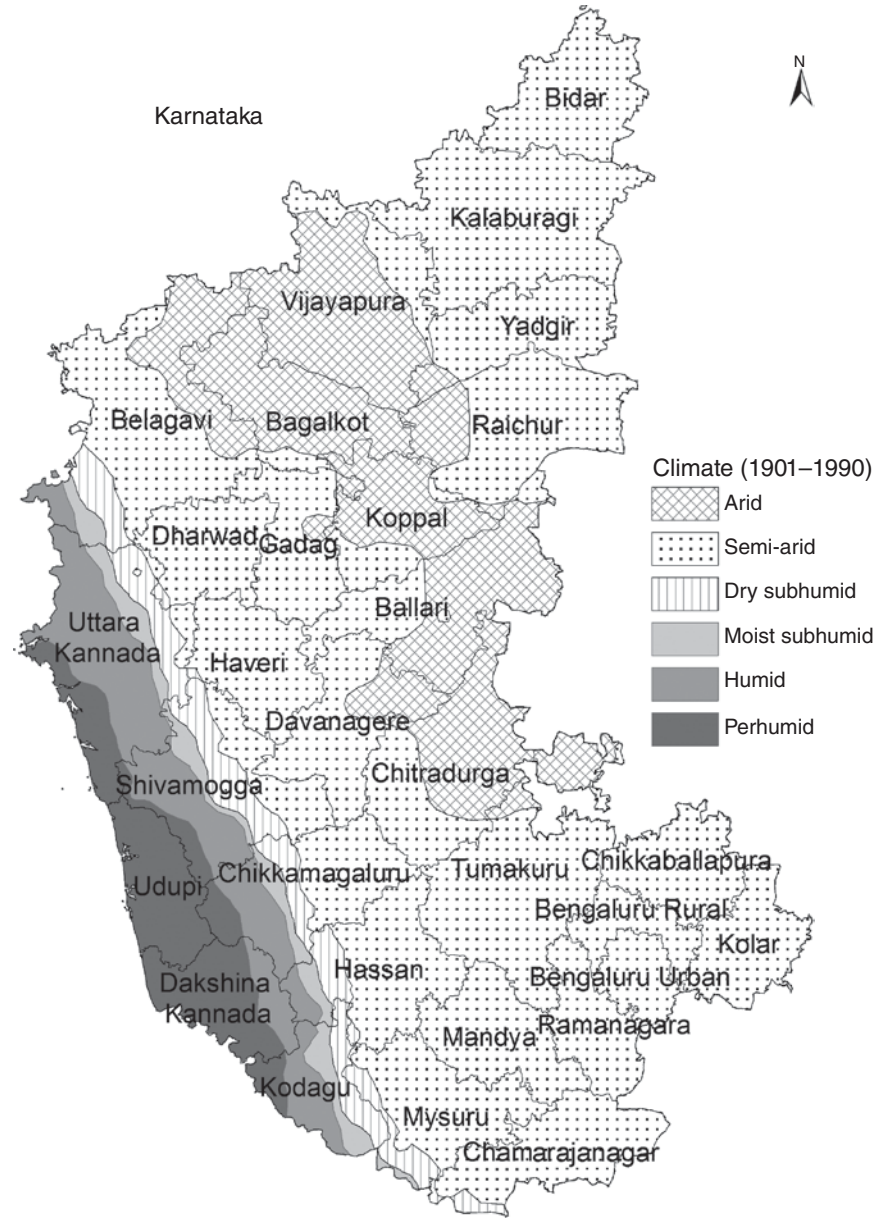 N
Karnataka
Bidar
Kalaburagi
Vijayapura
Yadgir
Belagavi
Bagalkot
Raichur
Climate (1901–1990)
Arid
Semi-arid
Dry subhumid
Moist subhumid
Humid
Perhumid
Koppal
Dharwad
Gadag
Ballari
Uttara
Kannada
Haveri
Davanagere
Shivamogga
Chitradurga
Chikkamagaluru
Tumakuru
Chikkaballapura
Udupi
Bengaluru Rural
Kolar
Hassan
Bengaluru Urban
Dakshina
Kannada
Mandya
Ramanagara
Kodagu
Mysuru
Chamarajanagar